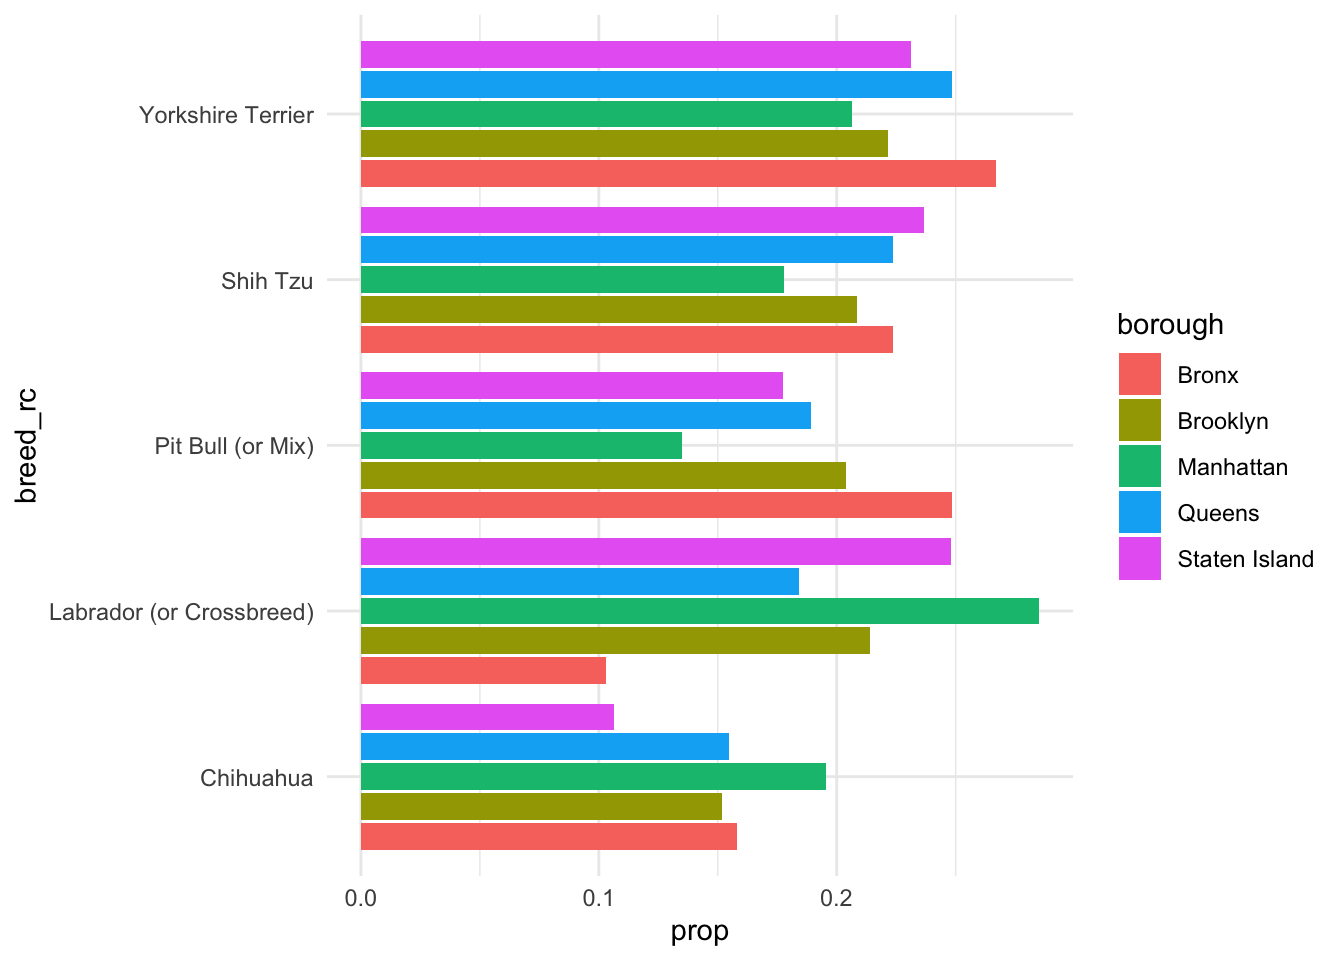 Yorkshire Terrier
Shih Tzu
Pit Bull (or Mix)
Labrador (or Crossbreed)
Chihuahua
breed_rc
0.0 0.1 0.2
prop
borough
Bronx
Brooklyn
Manhattan
Queens
Staten Island